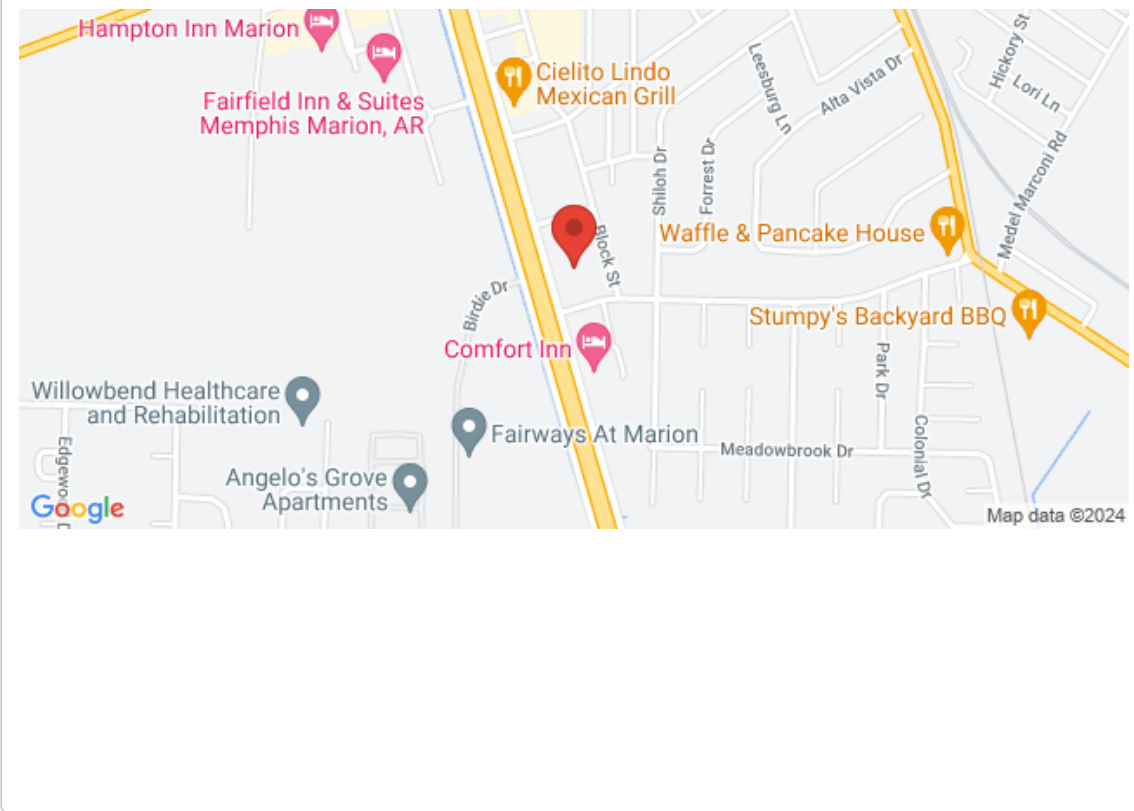 Hampton Inn Marion
Fairfield Inn & Suites
Memphis Marion, AR
Cielito Lindo
Mexican Grill
Leesburg Ln
Alta Vista Dr
Hickory St
Lori Ln
Medel Marconi Rd
Shiloh Dr
Forrest Dr
Block St
Waffle & Pancake House
Birdie Dr
Stumpy's Backyard BBQ
Comfort Inn
Park Dr
Willowbend Healthcare
and Rehabilitation
Fairways At Marion
Meadowbrook Dr
Colonial Dr
Angelo's Grove
Apartments
Google
Map data ©2024